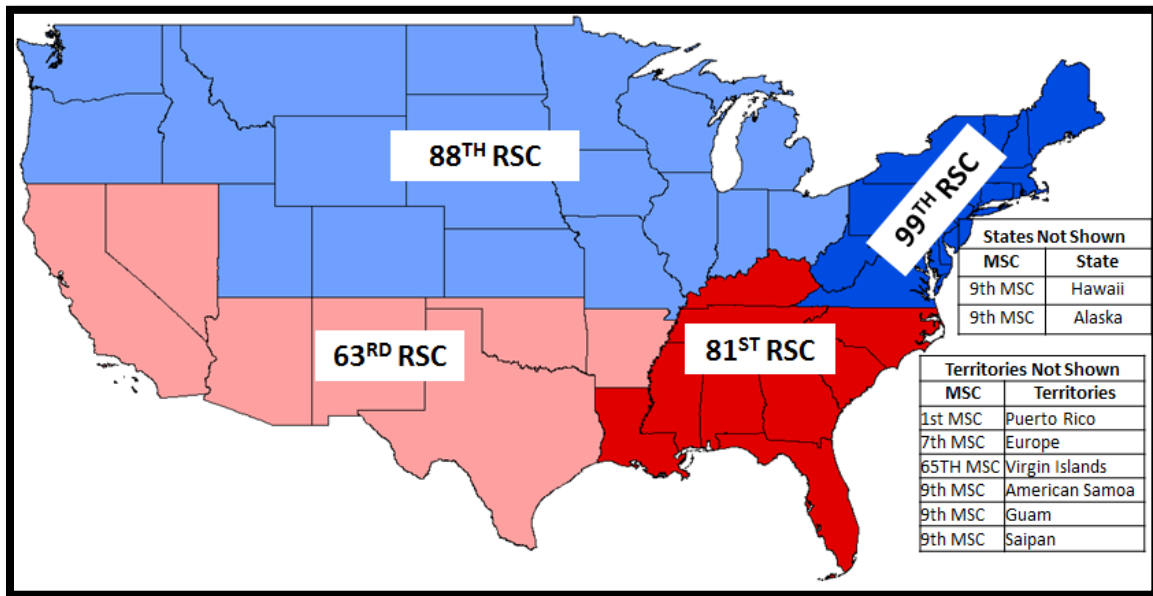 88TH RSC
99TH RSC
63RD RSC
81ST RSC
States Not Shown
MSC State
9th MSC Hawaii
9th MSC Alaska
Territories Not Shown
MSC Territories
1st MSC Puerto Rico
7th MSC Europe
65TH MSC Virgin Islands
9th MSC American Samoa
9th MSC Guam
9th MSC Saipan